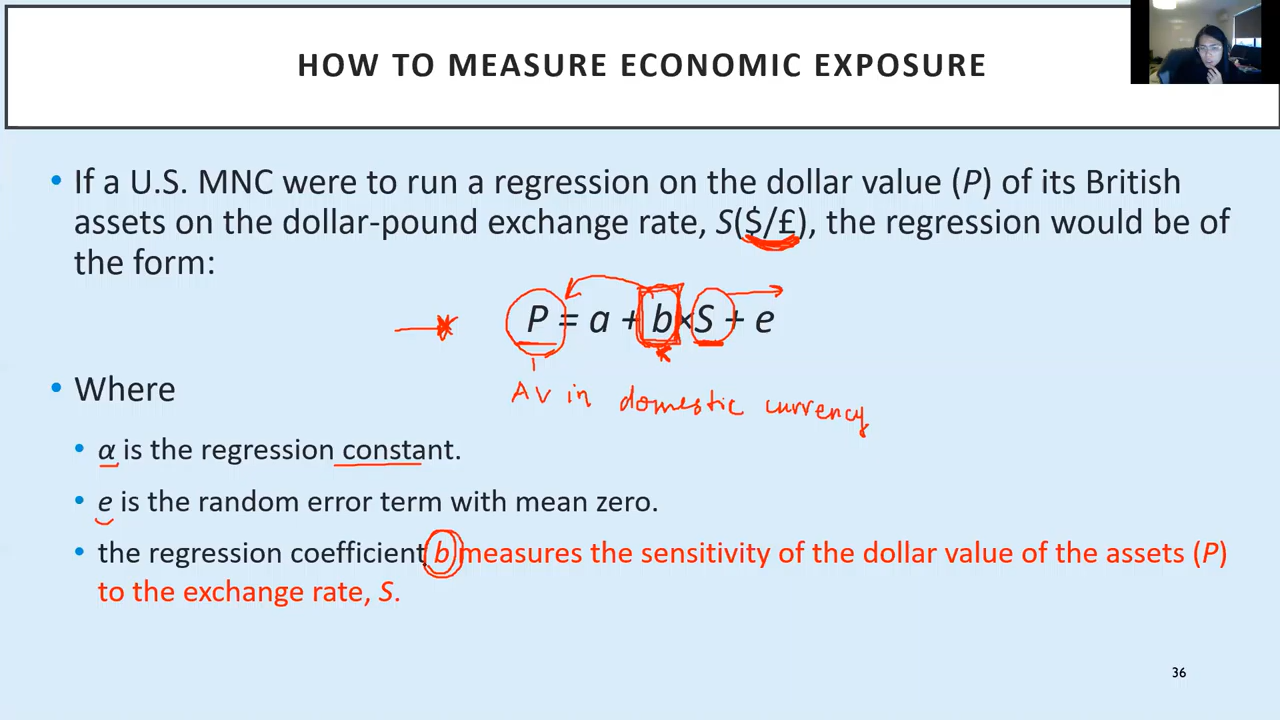 HOW TO MEASURE ECONOMIC EXPOSURE
• If a U.S. MNC were to run a regression on the dollar value (P) of its British
assets on the dollar-pound exchange rate, S($/£), the regression would be of
the form:
P = a + b×S + e
AV in domestic currency
• Where
• α is the regression constant.
• e is the random error term with mean zero.
• the regression coefficient b measures the sensitivity of the dollar value of the assets (P)
to the exchange rate, S.
36